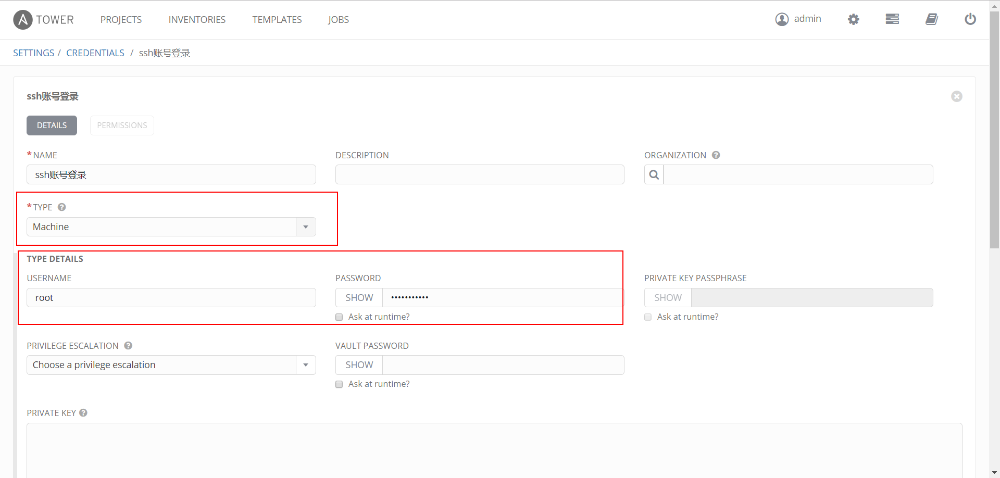 TOWER PROJECTS INVENTORIES TEMPLATES JOBS admin
SETTINGS / CREDENTIALS / ssh账号登录
ssh账号登录
DETAILS PERMISSIONS
* NAME DESCRIPTION ORGANIZATION ?
ssh账号登录
* TYPE ?
Machine
TYPE DETAILS
USERNAME PASSWORD PRIVATE KEY PASSPHRASE
root SHOW ••••••••••• SHOW
Ask at runtime? Ask at runtime?
PRIVILEGE ESCALATION ? VAULT PASSWORD
Choose a privilege escalation SHOW
Ask at runtime?
PRIVATE KEY ?